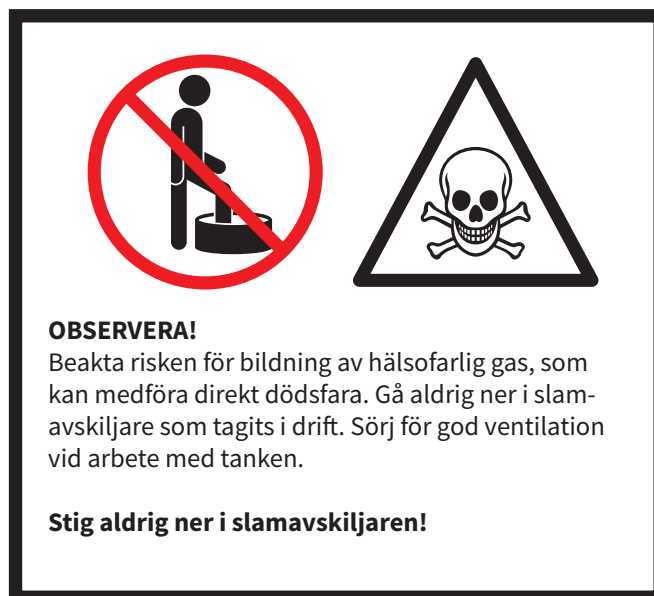 OBSERVERA!
Beakta risken för bildning av hälsofarlig gas, som
kan medföra direkt dödsfara. Gå aldrig ner i slam-
avskiljare som tagits i drift. Sörj för god ventilation
vid arbete med tanken.
Stig aldrig ner i slamavskiljaren!